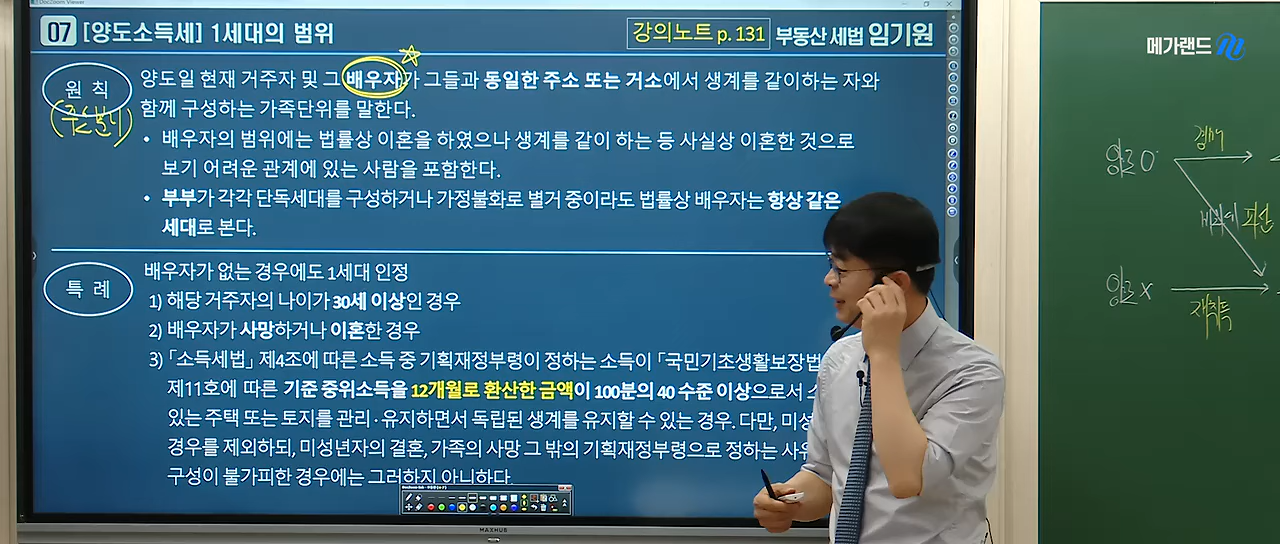 DocZoom Viewer
07 [양도소득세] 1세대의 범위
강의노트 p. 131 부동산 세법 임기원
메가랜드
원 칙
양도일 현재 거주자 및 그 배우자가 그들과 동일한 주소 또는 거소에서 생계를 같이하는 자와
함께 구성하는 가족단위를 말한다.
• 배우자의 범위에는 법률상 이혼을 하였으나 생계를 같이 하는 등 사실상 이혼한 것으로
보기 어려운 관계에 있는 사람을 포함한다.
• 부부가 각각 단독세대를 구성하거나 가정불화로 별거 중이라도 법률상 배우자는 항상 같은
세대로 본다.
특 례
배우자가 없는 경우에도 1세대 인정
1) 해당 거주자의 나이가 30세 이상인 경우
2) 배우자가 사망하거나 이혼한 경우
3) 「소득세법」 제4조에 따른 소득 중 기획재정부령이 정하는 소득이 「국민기초생활보장법
제11호에 따른 기준 중위소득을 12개월로 환산한 금액이 100분의 40 수준 이상으로서 소
있는 주택 또는 토지를 관리·유지하면서 독립된 생계를 유지할 수 있는 경우. 다만, 미성
경우를 제외하되, 미성년자의 결혼, 가족의 사망 그 밖의 기획재정부령으로 정하는 사유
구성이 불가피한 경우에는 그러하지 아니하다.
MAXHUB